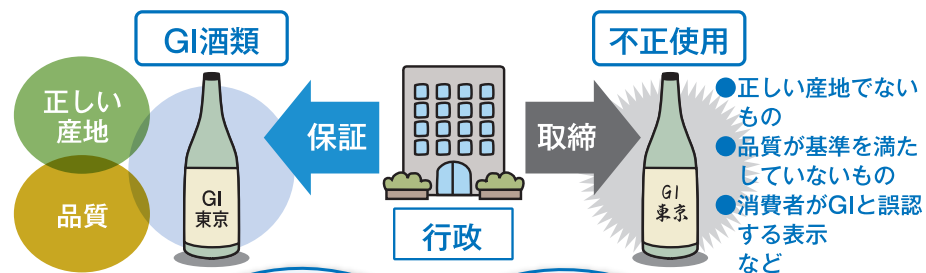 GI酒類
正しい
産地
品質
GI
東京
保証
行政
取締
不正使用
GI
東京
●正しい産地でない
もの
●品質が基準を満た
していないもの
●消費者がGIと誤認
する表示
など